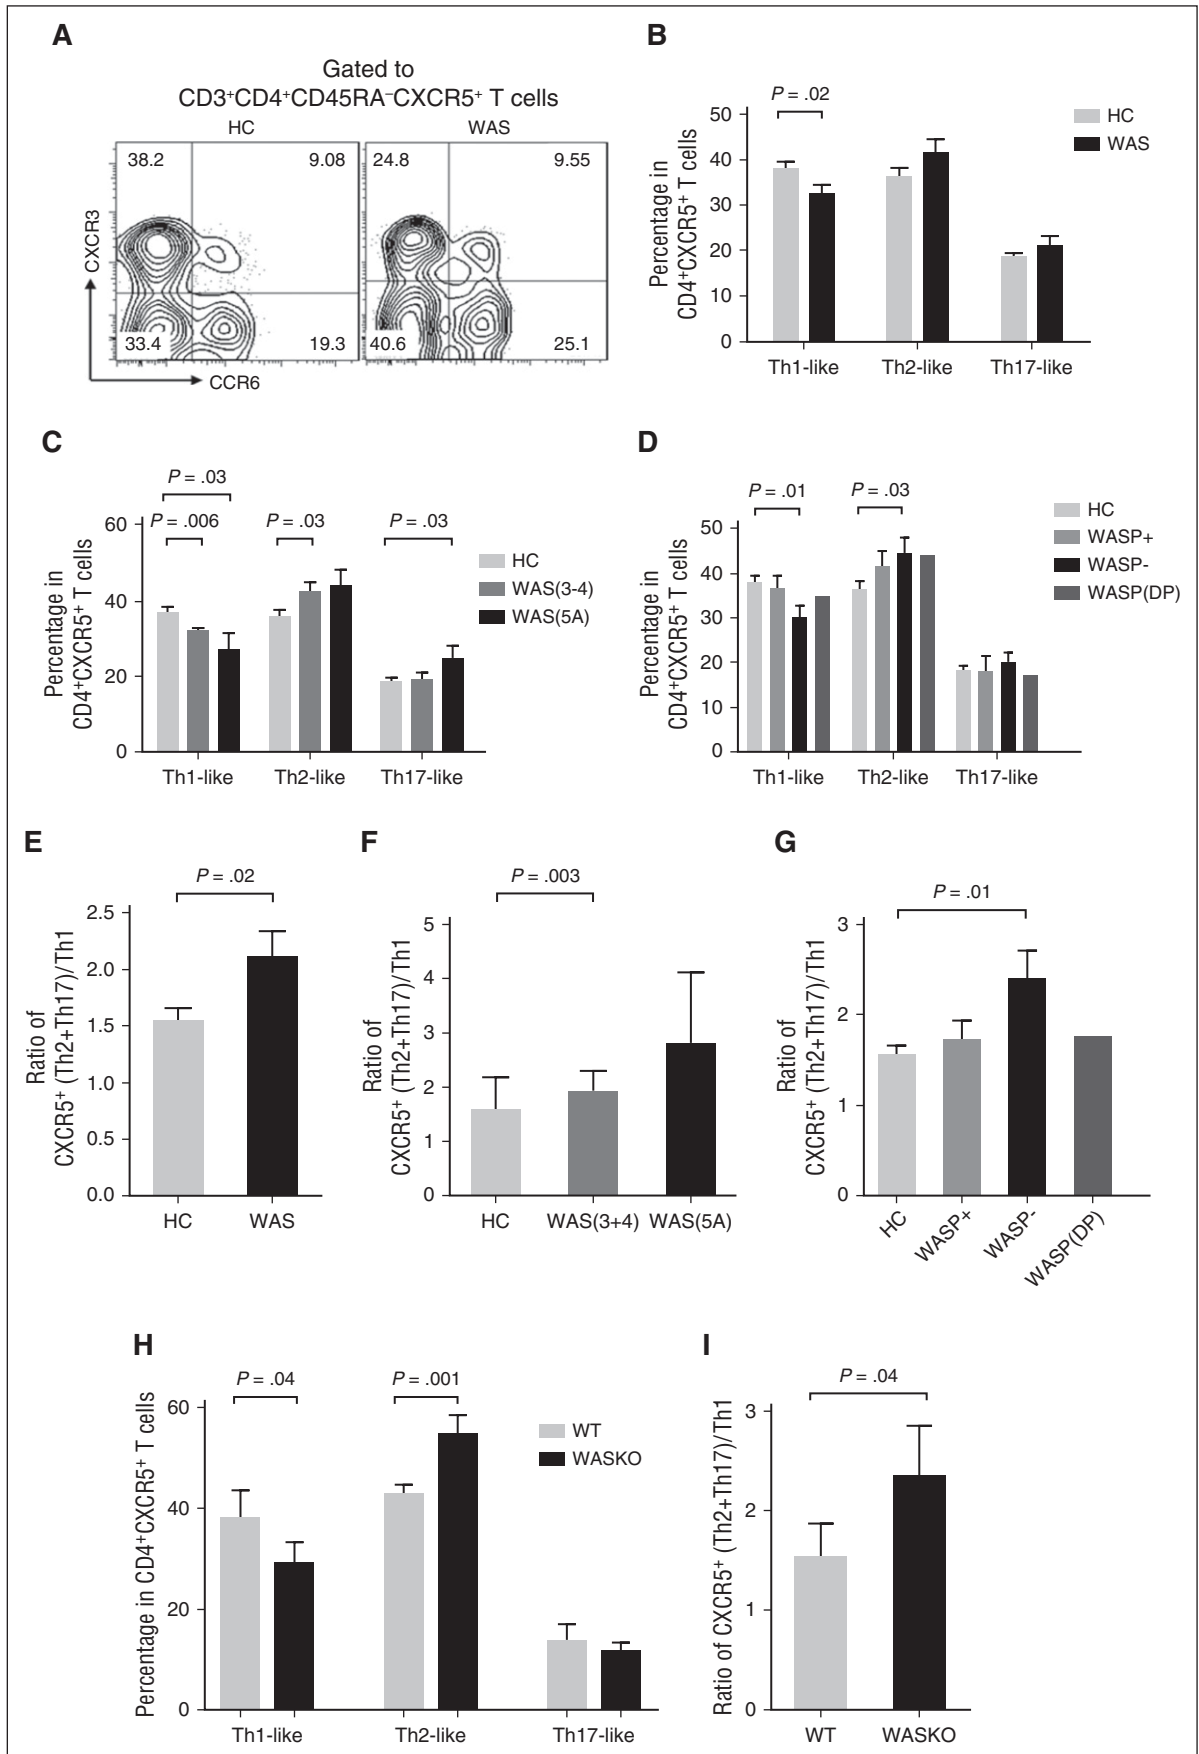 A
Gated to
CD3+CD4+CD45RA−CXCR5+ T cells
HC
WAS
38.2
9.08
33.4
19.3
24.8
9.55
40.6
25.1
CXCR3
CCR6
B
P = .02
HC
WAS
Percentage in
CD4+CXCR5+ T cells
50
40
30
20
10
0
Th1-like
Th2-like
Th17-like
C
P = .03
P = .006
P = .03
P = .03
HC
WAS(3-4)
WAS(5A)
Percentage in
CD4+CXCR5+ T cells
60
40
20
0
Th1-like
Th2-like
Th17-like
D
P = .01
P = .03
HC
WASP+
WASP-
WASP(DP)
Percentage in
CD4+CXCR5+ T cells
50
40
30
20
10
0
Th1-like
Th2-like
Th17-like
E
P = .02
Ratio of
CXCR5+ (Th2+Th17)/Th1
2.5
2.0
1.5
1.0
0.5
0.0
HC
WAS
F
P = .003
Ratio of
CXCR5+ (Th2+Th17)/Th1
5
4
3
2
1
0
HC
WAS(3+4)
WAS(5A)
G
P = .01
Ratio of
CXCR5+ (Th2+Th17)/Th1
3
2
1
0
HC
WASP+
WASP-
WASP(DP)
H
P = .04
P = .001
WT
WASKO
Percentage in CD4+CXCR5+ T cells
60
40
20
0
Th1-like
Th2-like
Th17-like
I
P = .04
Ratio of CXCR5+ (Th2+Th17)/Th1
3
2
1
0
WT
WASKO